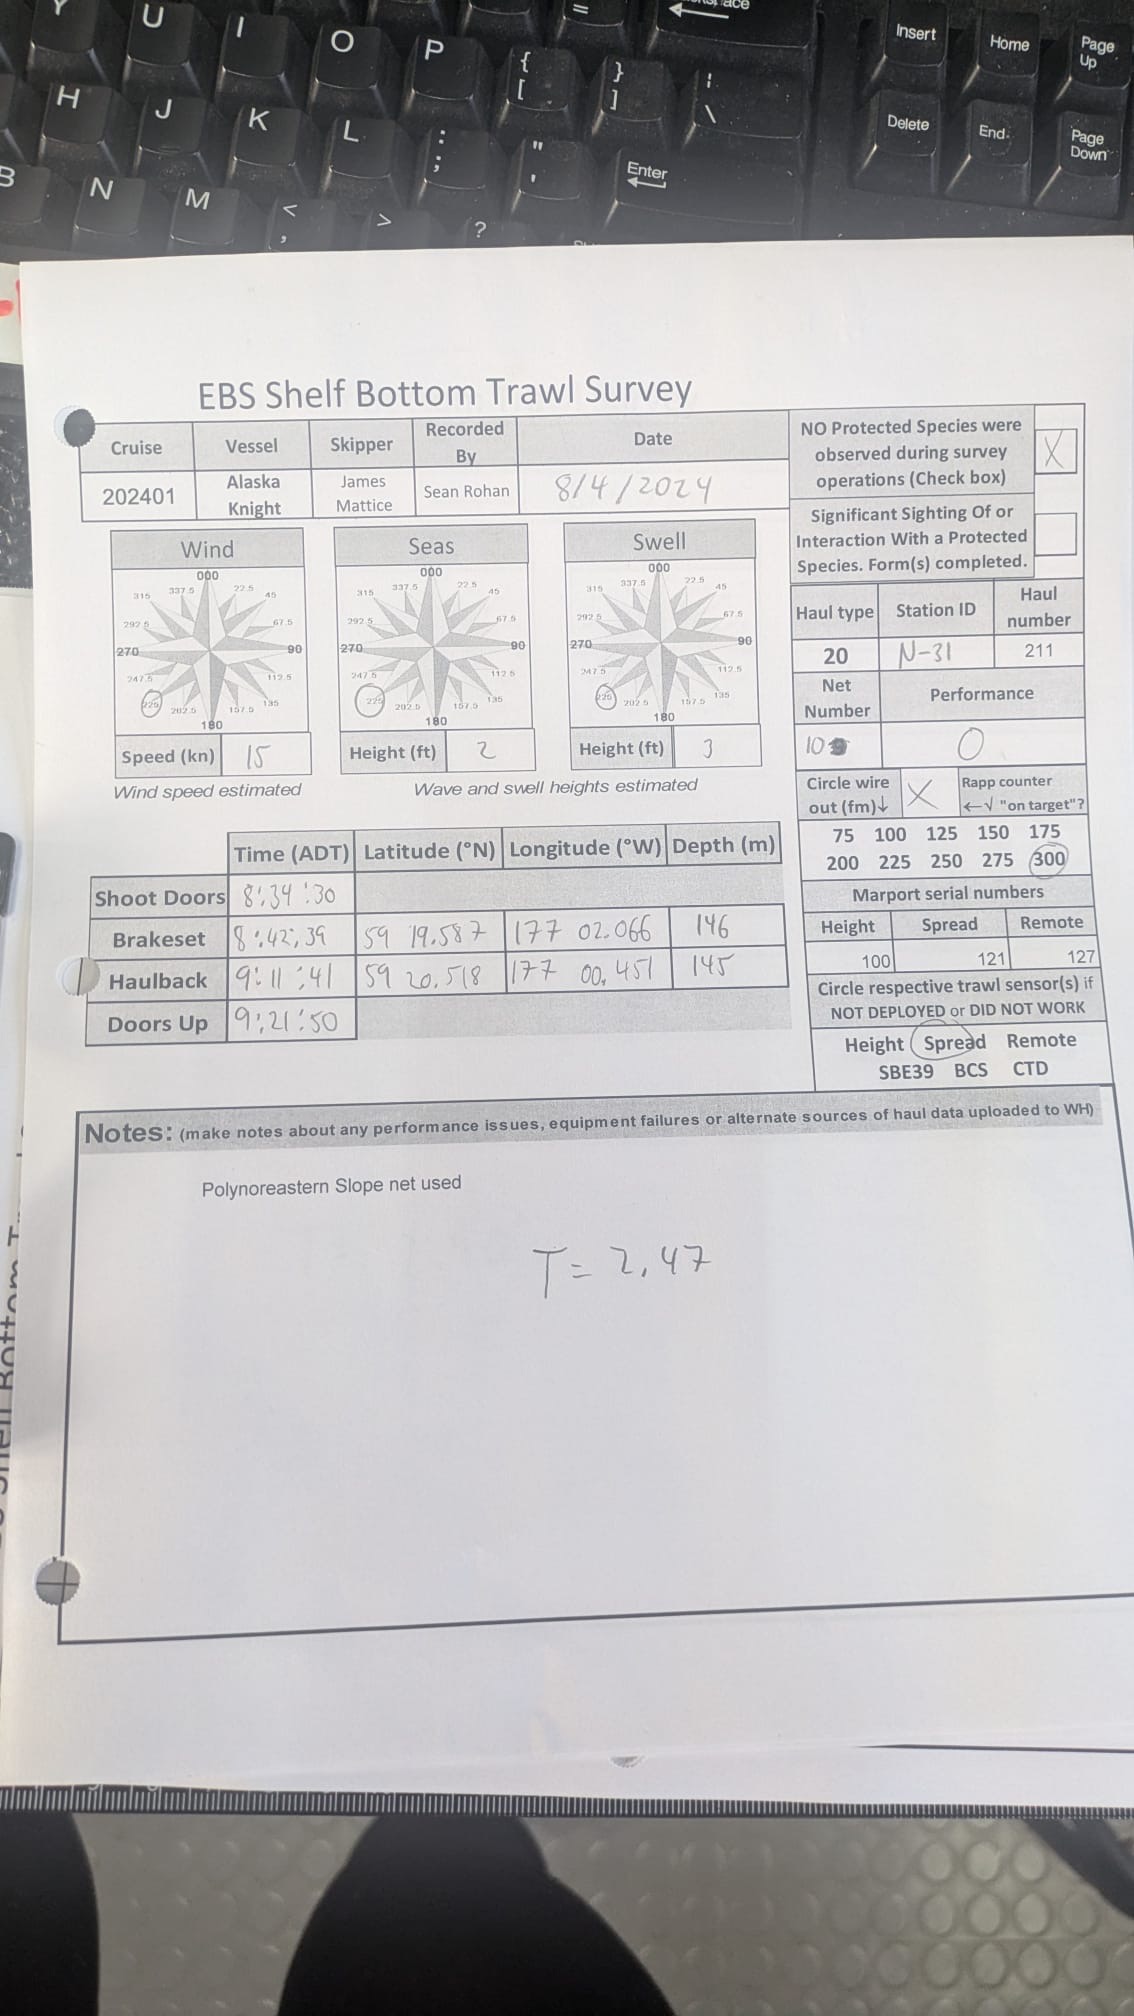 U I O P { [ } ] | \ = Insert Home Page Up
H J K L : ; " ' Enter Delete End Page Down
B N M < , > ?
EBS Shelf Bottom Trawl Survey
Cruise Vessel Skipper Recorded By Date
202401 Alaska Knight James Mattice Sean Rohan 8/4/2024
NO Protected Species were observed during survey operations (Check box) X
Significant Sighting Of or Interaction With a Protected Species. Form(s) completed.
Wind Seas Swell
000 22.5 45 67.5 90 112.5 135 157.5 180 202.5 225 247.5 270 292.5 315 337.5
000 22.5 45 67.5 90 112.5 135 157.5 180 202.5 225 247.5 270 292.5 315 337.5
000 22.5 45 67.5 90 112.5 135 157.5 180 202.5 225 247.5 270 292.5 315 337.5
Speed (kn) 15 Height (ft) 2 Height (ft) 3
Wind speed estimated Wave and swell heights estimated
Haul type Station ID Haul number
20 N-31 211
Net Number Performance
10 0
Circle wire out (fm)↓ X Rapp counter ←√ "on target"?
75 100 125 150 175
200 225 250 275 300
Marport serial numbers
Height Spread Remote
100 121 127
Circle respective trawl sensor(s) if
NOT DEPLOYED or DID NOT WORK
Height Spread Remote
SBE39 BCS CTD
Time (ADT) Latitude (°N) Longitude (°W) Depth (m)
Shoot Doors 8:34:30
Brakeset 8:42:39 59 19.587 177 02.066 146
Haulback 9:11:41 59 20.518 177 00.451 145
Doors Up 9:21:50
Notes: (make notes about any performance issues, equipment failures or alternate sources of haul data uploaded to WH)
Polynoreastern Slope net used
T = 2.47